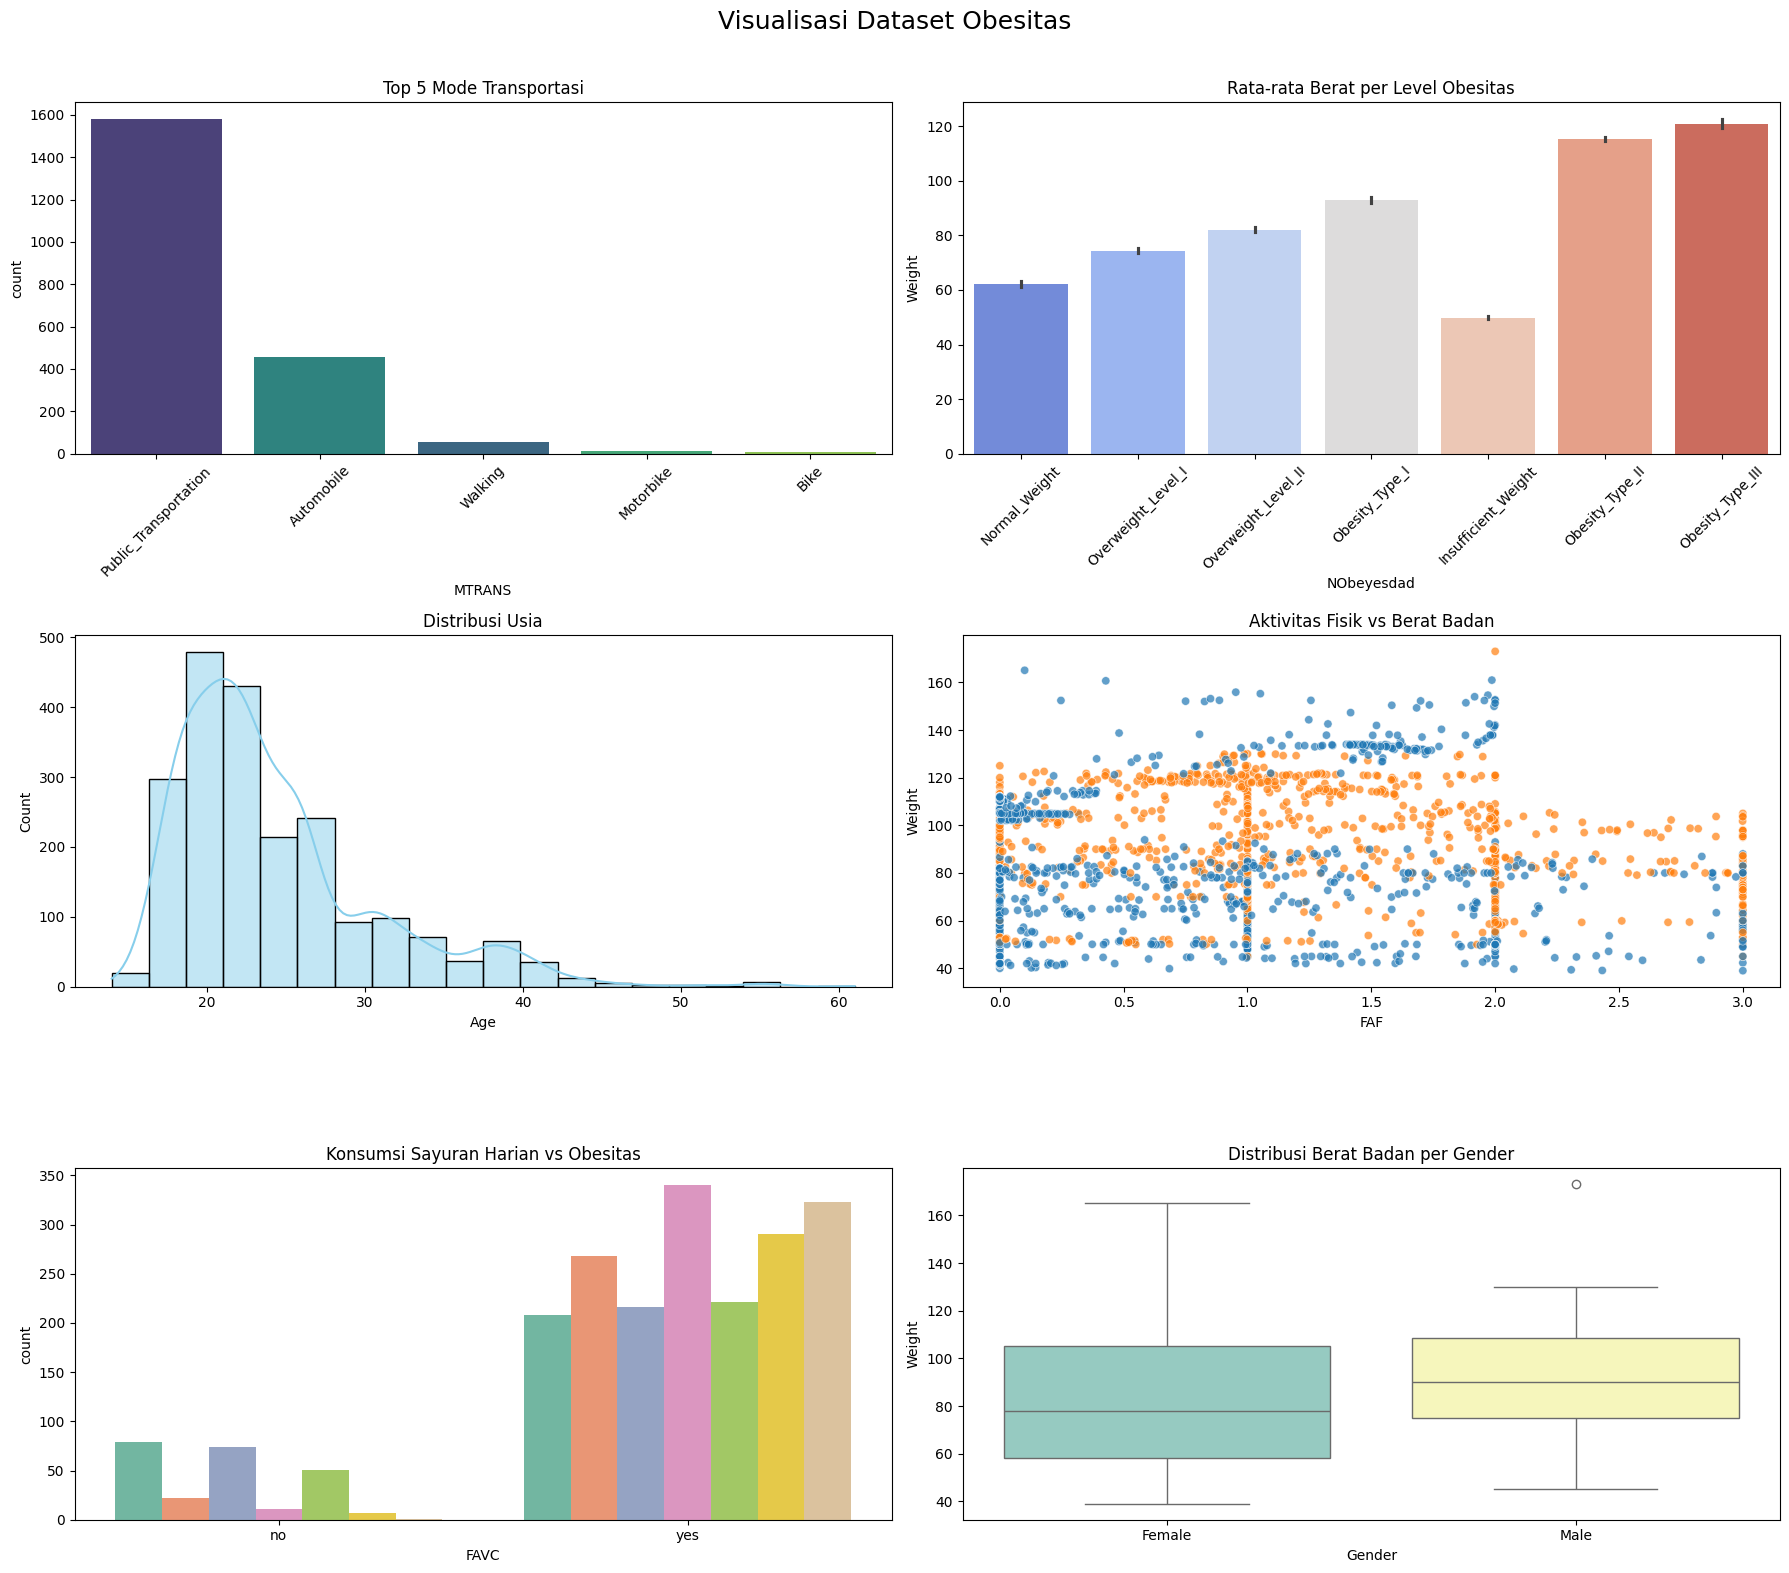 Visualisasi Dataset Obesitas
Top 5 Mode Transportasi
count
1600
1400
1200
1000
800
600
400
200
0
Public_Transportation
Automobile
Walking
Motorbike
Bike
MTRANS
Rata-rata Berat per Level Obesitas
Weight
120
100
80
60
40
20
0
Normal_Weight
Overweight_Level_I
Overweight_Level_II
Obesity_Type_I
Insufficient_Weight
Obesity_Type_II
Obesity_Type_III
NObeyesdad
Distribusi Usia
Count
500
400
300
200
100
0
20 30 40 50 60
Age
Aktivitas Fisik vs Berat Badan
Weight
160
140
120
100
80
60
40
0.0 0.5 1.0 1.5 2.0 2.5 3.0
FAF
Konsumsi Sayuran Harian vs Obesitas
count
350
300
250
200
150
100
50
0
no yes
FAVC
Distribusi Berat Badan per Gender
Weight
160
140
120
100
80
60
40
Female Male
Gender